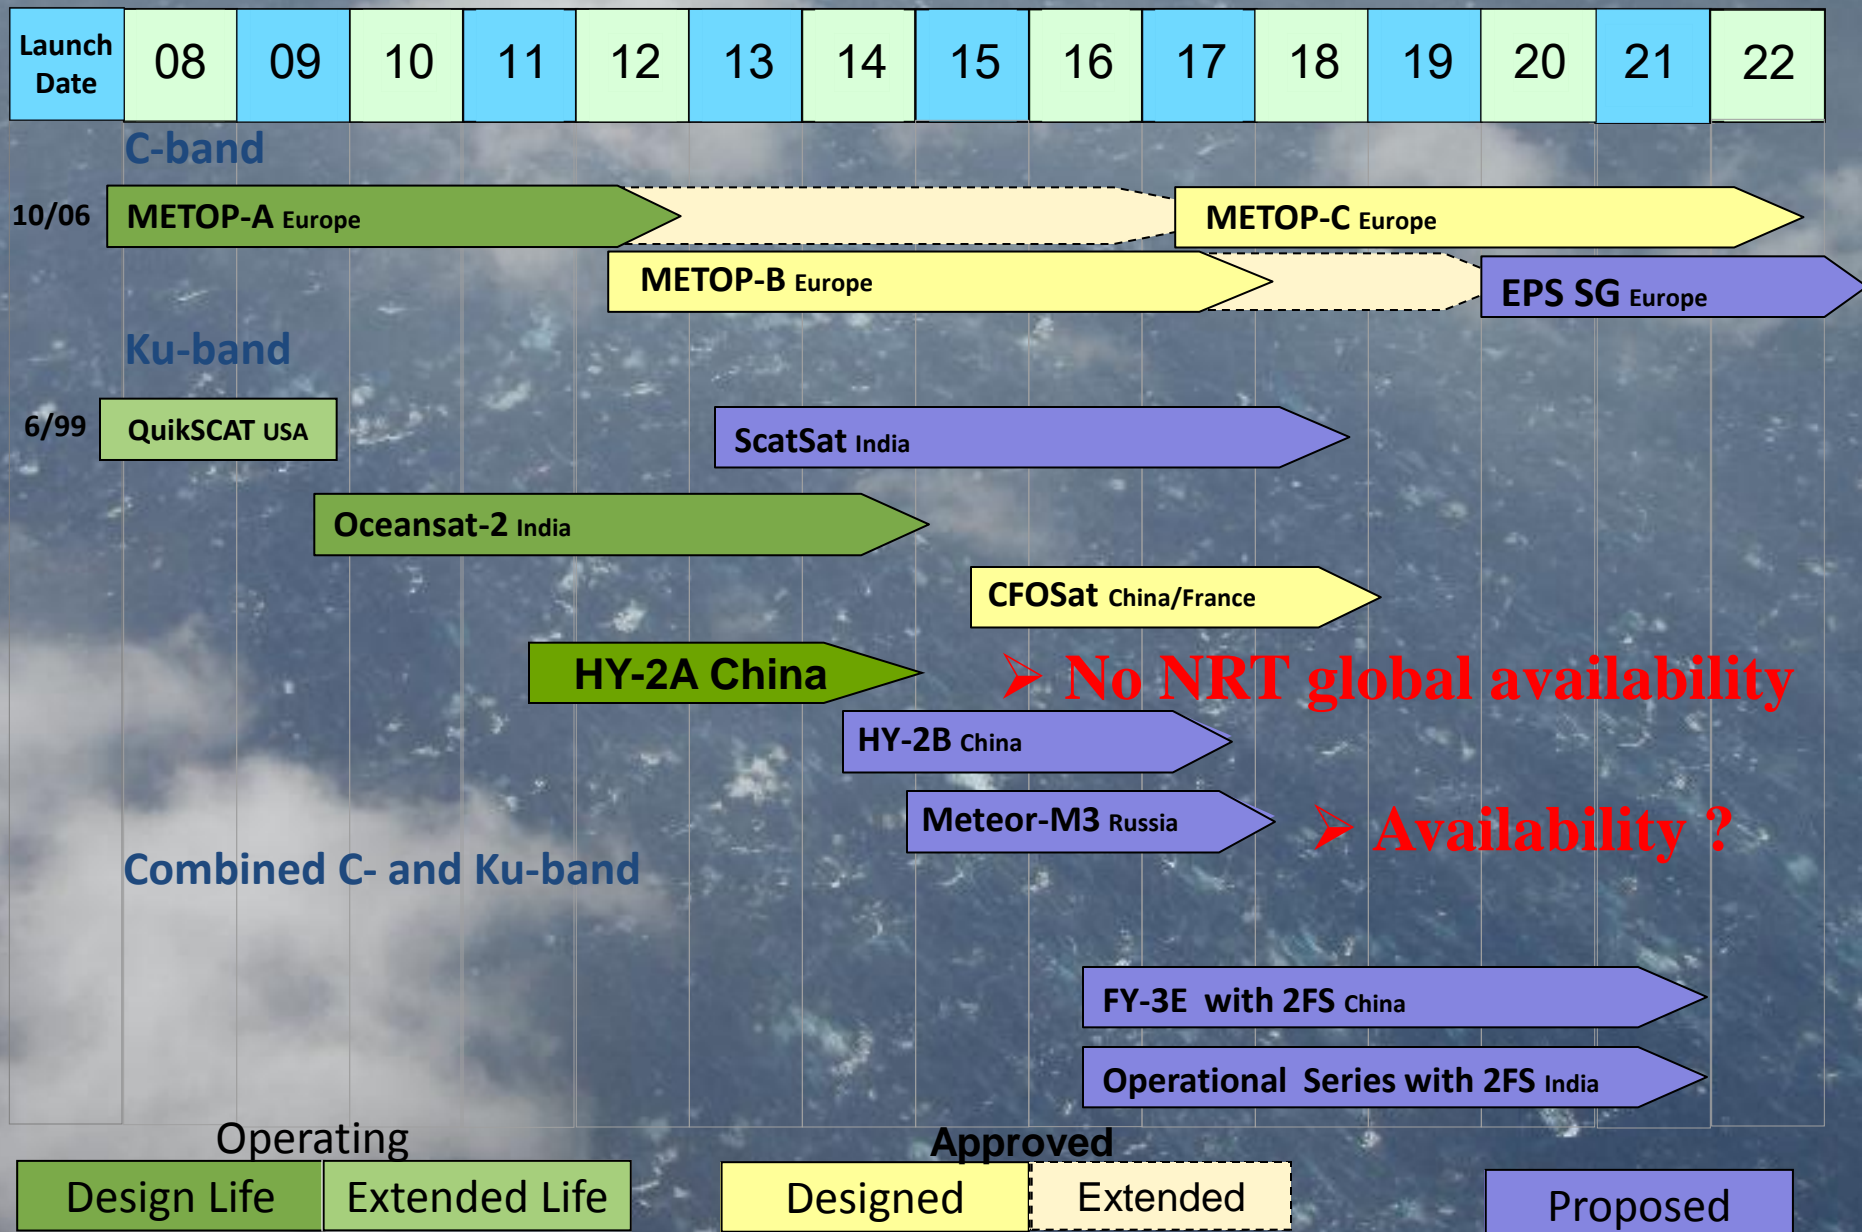 Launch Date 08 09 10 11 12 13 14 15 16 17 18 19 20 21 22
C-band
10/06 METOP-A Europe METOP-C Europe
METOP-B Europe EPS SG Europe
Ku-band
6/99 QuikSCAT USA ScatSat India
Oceansat-2 India
CFOSat China/France
HY-2A China ➢ No NRT global availability
HY-2B China
Meteor-M3 Russia ➢ Availability ?
Combined C- and Ku-band
FY-3E with 2FS China
Operational Series with 2FS India
Operating Approved
Design Life Extended Life Designed Extended Proposed